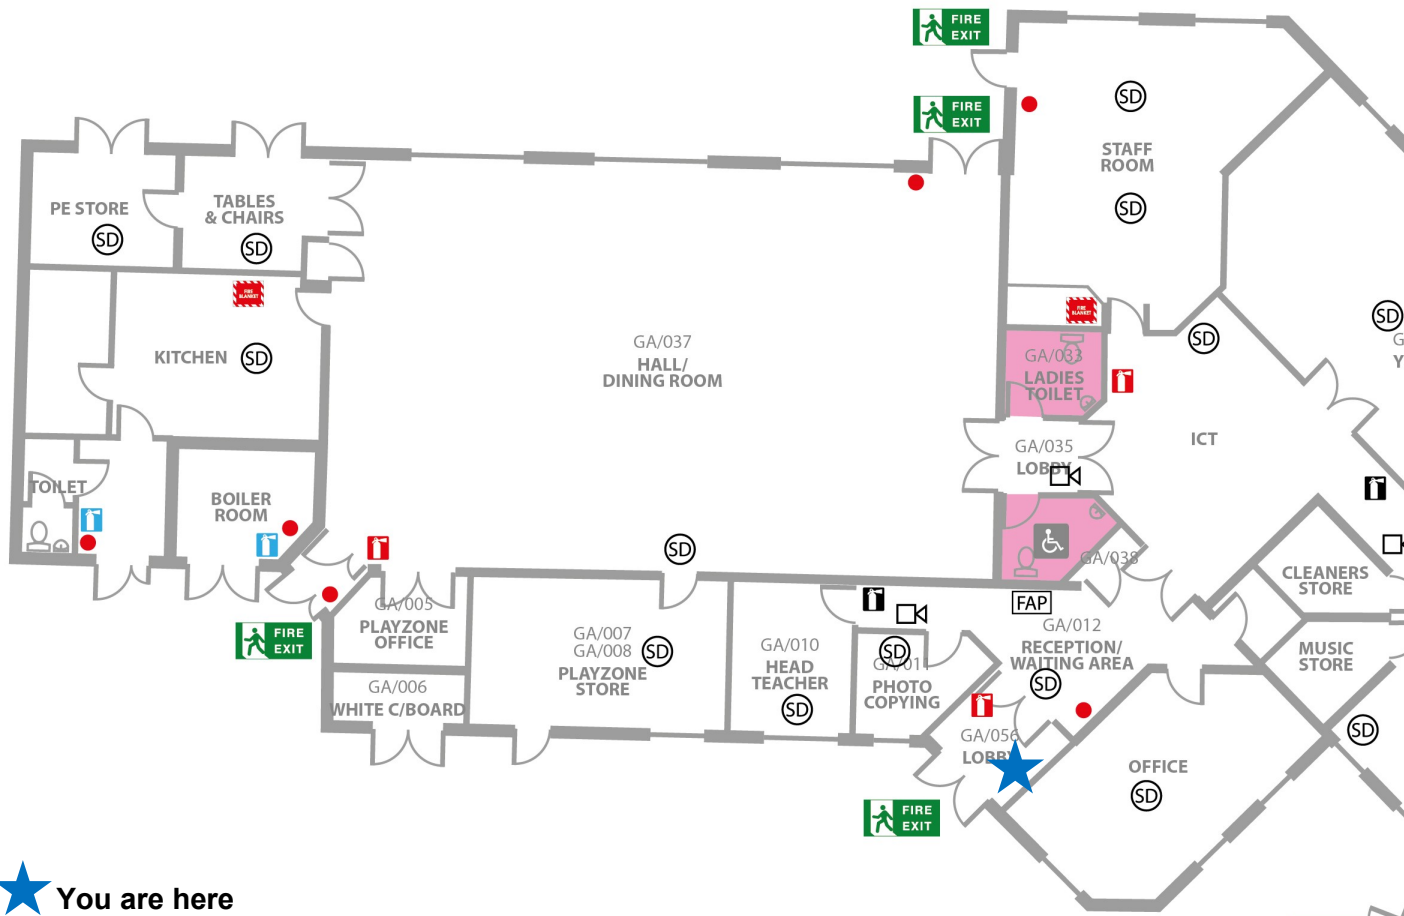 FIRE
EXIT
FIRE
EXIT
SD
STAFF
ROOM
SD
PE STORE
SD
TABLES
& CHAIRS
SD
FIRE
BLANKET
KITCHEN
SD
GA/037
HALL/
DINING ROOM
FIRE
BLANKET
SD
SD
G
Y
GA/033
LADIES
TOILET
ICT
GA/035
LOBBY
TOILET
BOILER
ROOM
SD
GA/038
CLEANERS
STORE
FAP
GA/005
PLAYZONE
OFFICE
FIRE
EXIT
GA/007
GA/008
SD
PLAYZONE
STORE
GA/010
HEAD
TEACHER
SD
SD
GA/011
PHOTO
COPYING
GA/012
RECEPTION/
WAITING AREA
SD
MUSIC
STORE
GA/006
WHITE C/BOARD
SD
GA/056
LOBBY
OFFICE
SD
FIRE
EXIT
You are here